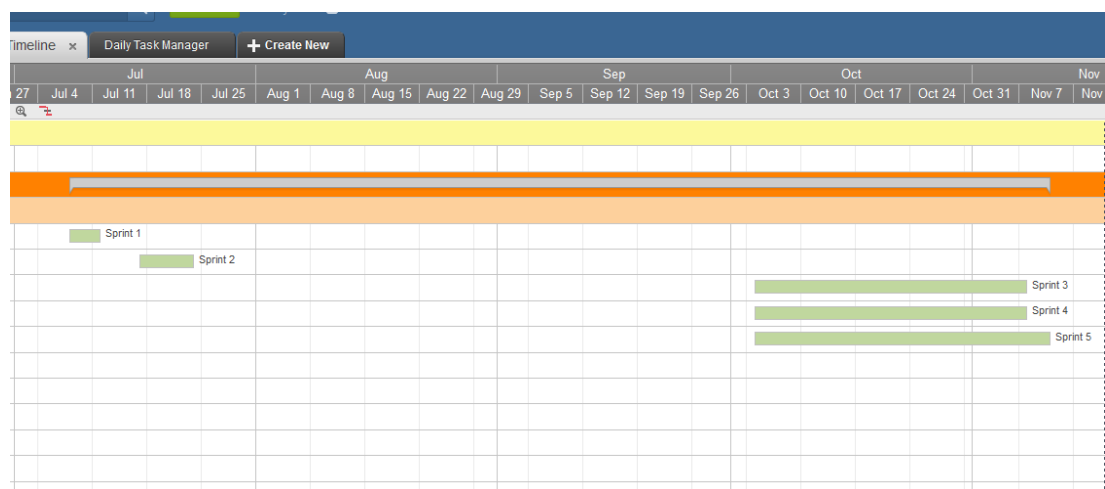 Timeline × Daily Task Manager + Create New
Jul Aug Sep Oct Nov
27 Jul 4 Jul 11 Jul 18 Jul 25 Aug 1 Aug 8 Aug 15 Aug 22 Aug 29 Sep 5 Sep 12 Sep 19 Sep 26 Oct 3 Oct 10 Oct 17 Oct 24 Oct 31 Nov 7 Nov
Sprint 1
Sprint 2
Sprint 3
Sprint 4
Sprint 5